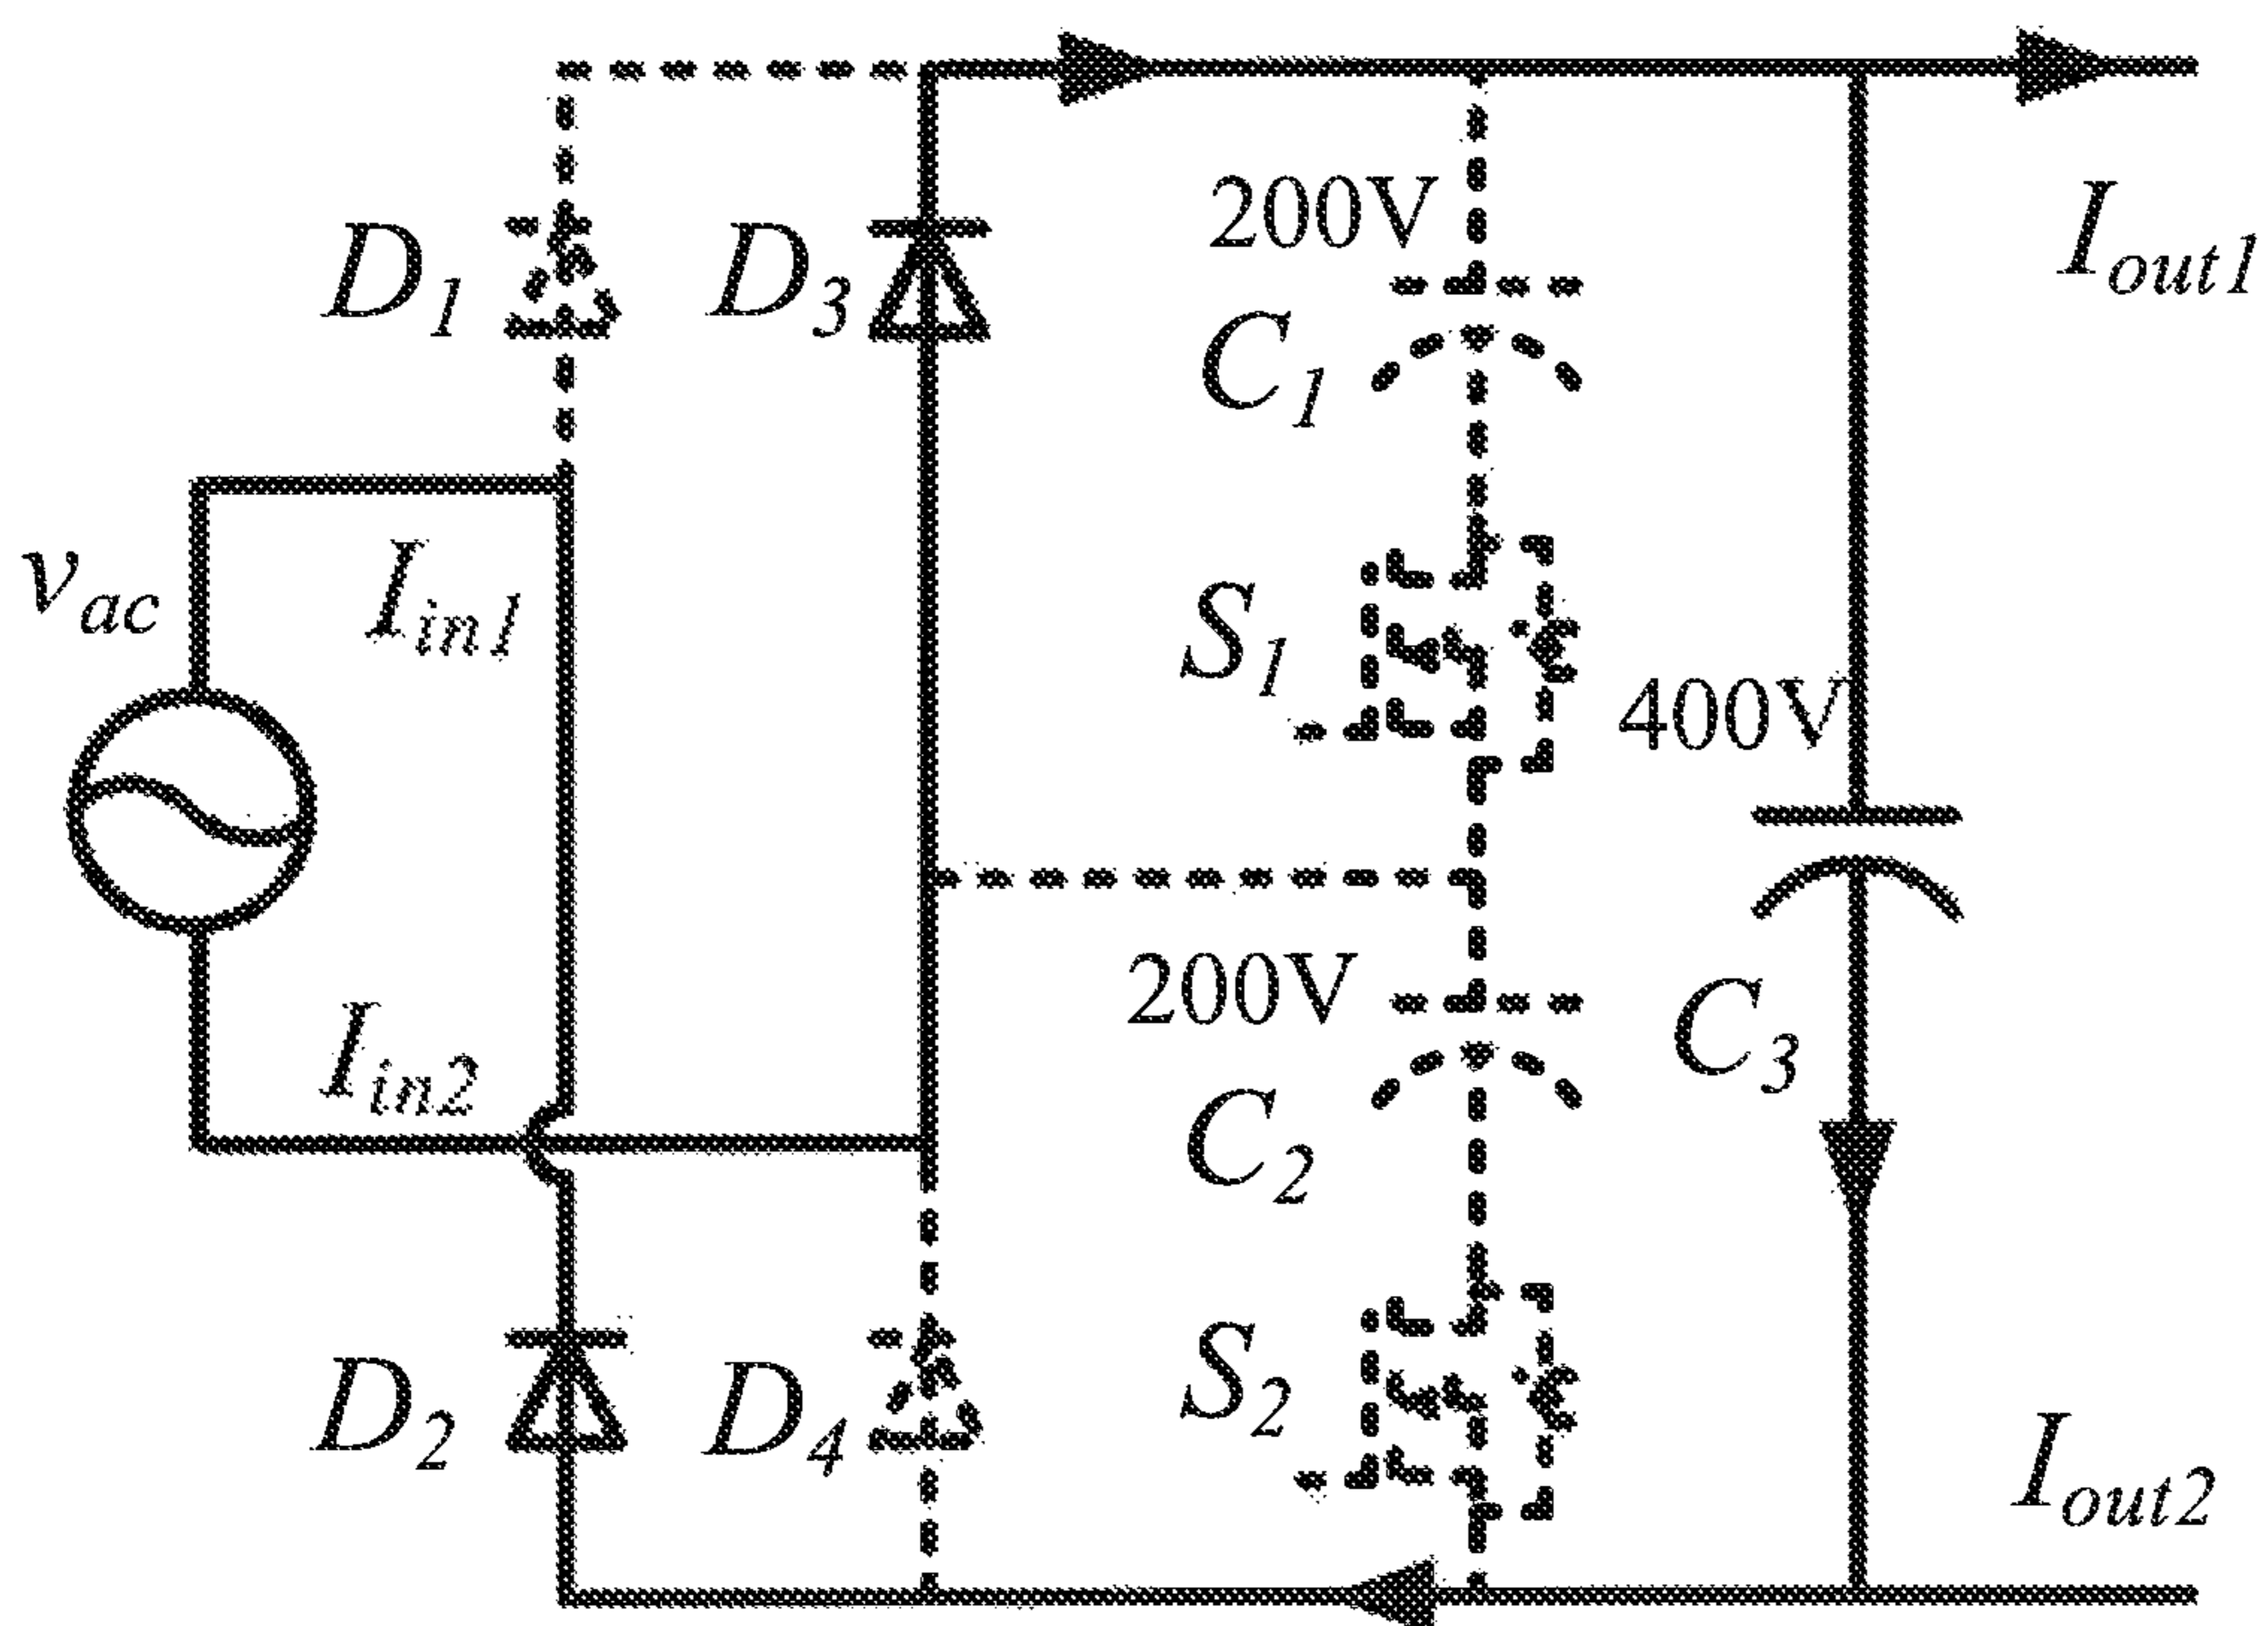 D1
D3
200V
C1
Iout1
vac
Iin1
S1
400V
Iin2
200V
C2
C3
D2
D4
S2
Iout2